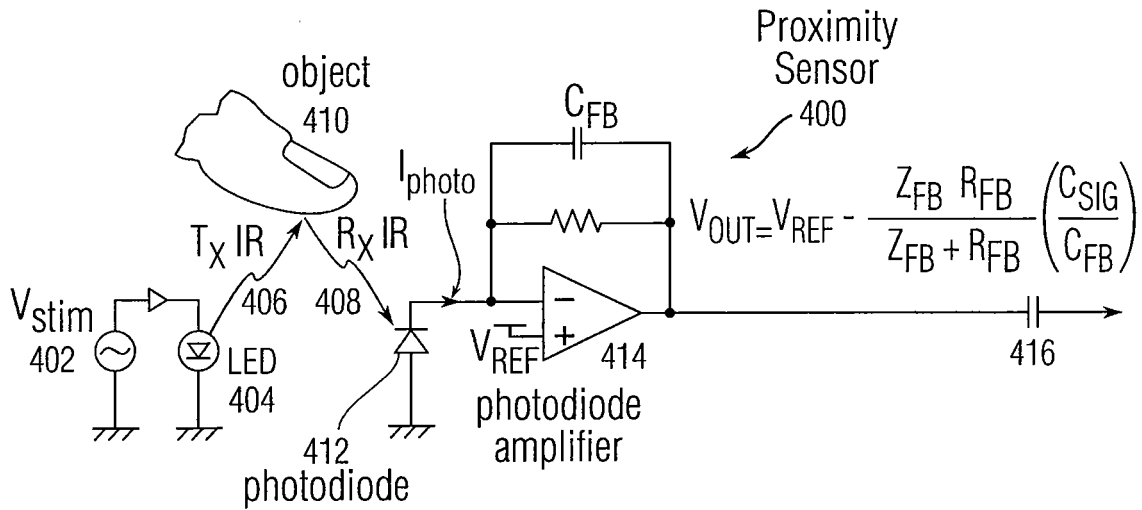 Proximity
Sensor
400
object
410
C_FB
I_photo
V_OUT=V_REF - Z_FB R_FB / Z_FB + R_FB (C_SIG / C_FB)
T_X IR
R_X IR
406
408
V_stim
402
LED
404
−
+
V_REF
414
416
photodiode
amplifier
412
photodiode